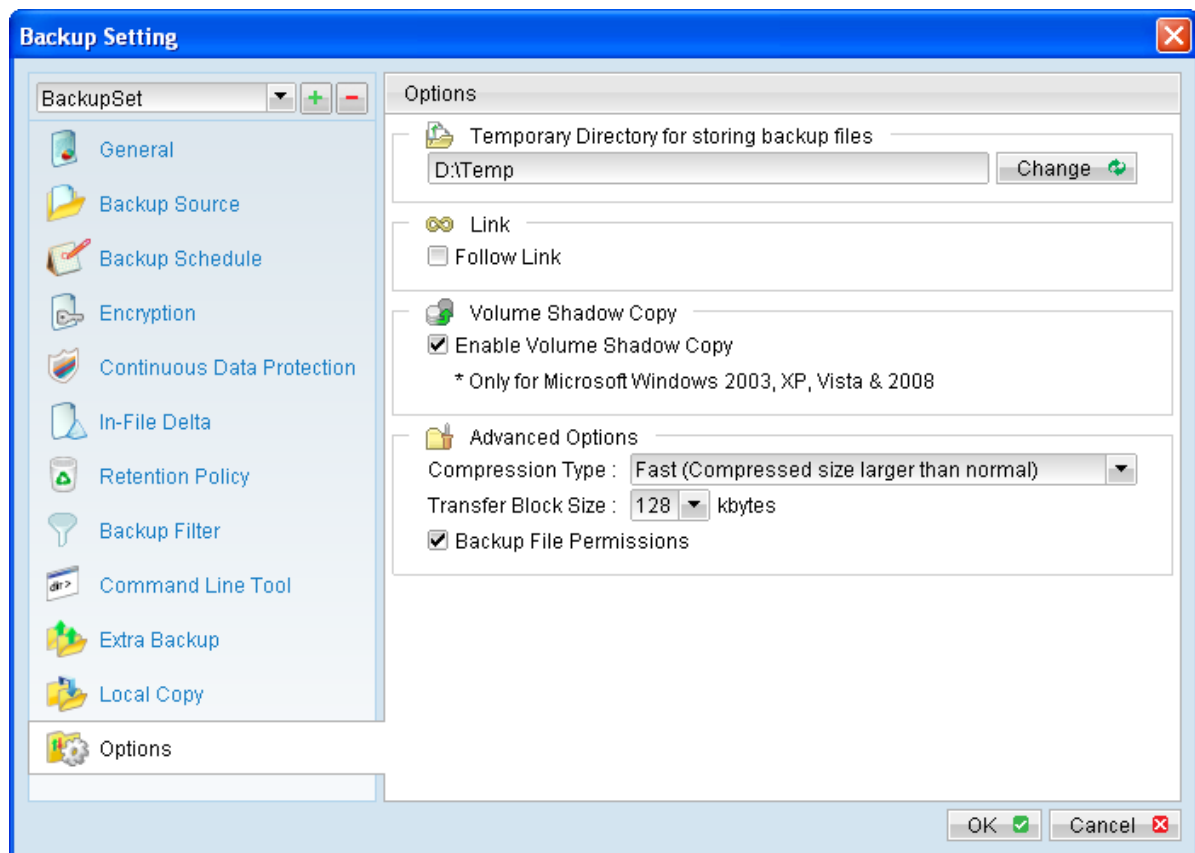 Backup Setting
BackupSet
General
Backup Source
Backup Schedule
Encryption
Continuous Data Protection
In-File Delta
Retention Policy
Backup Filter
dir>
Command Line Tool
Extra Backup
Local Copy
Options
Options
Temporary Directory for storing backup files
D:\Temp
Change
Link
Follow Link
Volume Shadow Copy
Enable Volume Shadow Copy
* Only for Microsoft Windows 2003, XP, Vista & 2008
Advanced Options
Compression Type : Fast (Compressed size larger than normal)
Transfer Block Size : 128 kbytes
Backup File Permissions
OK
Cancel